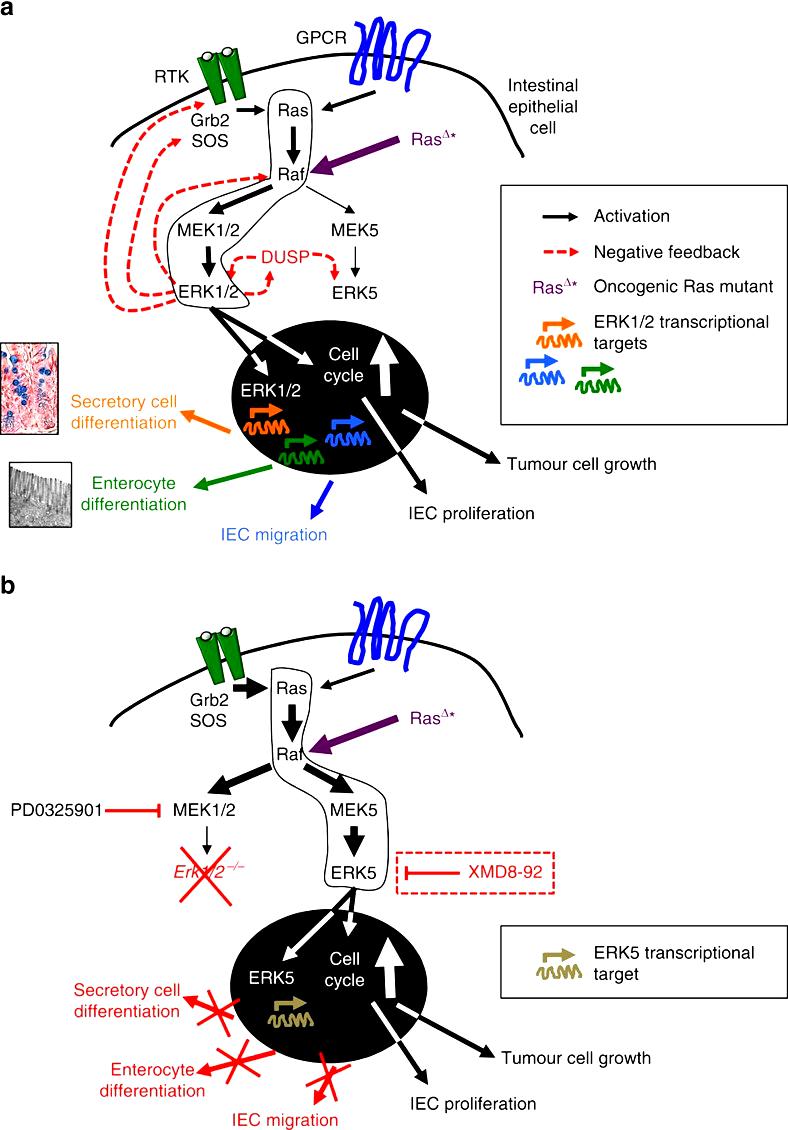 a
GPCR
RTK
Intestinal
epithelial
cell
Grb2
SOS
Ras
Ras^Δ*
Raf
MEK1/2
MEK5
DUSP
ERK1/2
ERK5
Activation
Negative feedback
Ras^Δ* Oncogenic Ras mutant
ERK1/2 transcriptional
targets
Cell
cycle
ERK1/2
Secretory cell
differentiation
Enterocyte
differentiation
IEC migration
IEC proliferation
Tumour cell growth
b
Grb2
SOS
Ras
Ras^Δ*
Raf
PD0325901
MEK1/2
MEK5
Erk1/2^−/−
ERK5
XMD8-92
ERK5 transcriptional
target
Cell
cycle
ERK5
Secretory cell
differentiation
Enterocyte
differentiation
IEC migration
IEC proliferation
Tumour cell growth